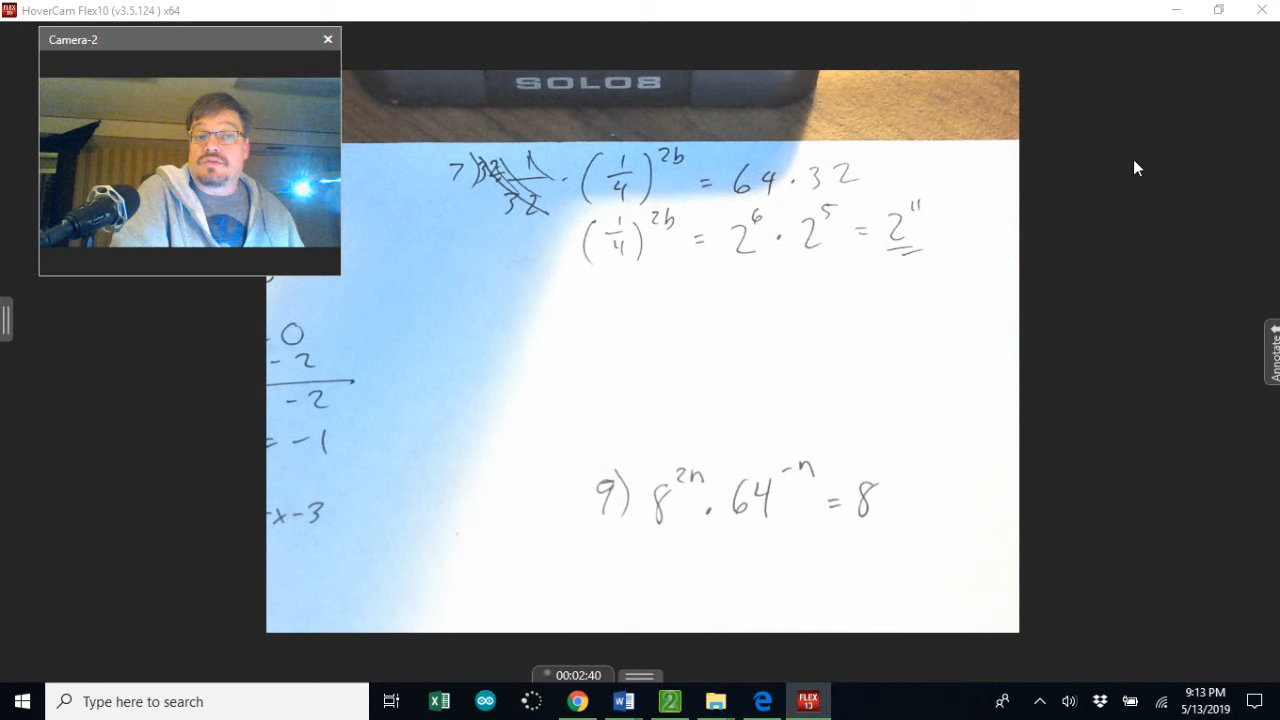 HoverCam Flex10 (v3.5.124 ) x64
Camera-2
SOLO8
7) 32 · 1/32 · (1/4)^2b = 64 · 32
(1/4)^2b = 2^6 · 2^5 = 2^11
0
- 2
-2
= -1
-x-3
9) 8^2n · 64^-n = 8
Annotate
00:02:40
Type here to search
9:13 PM
5/13/2019